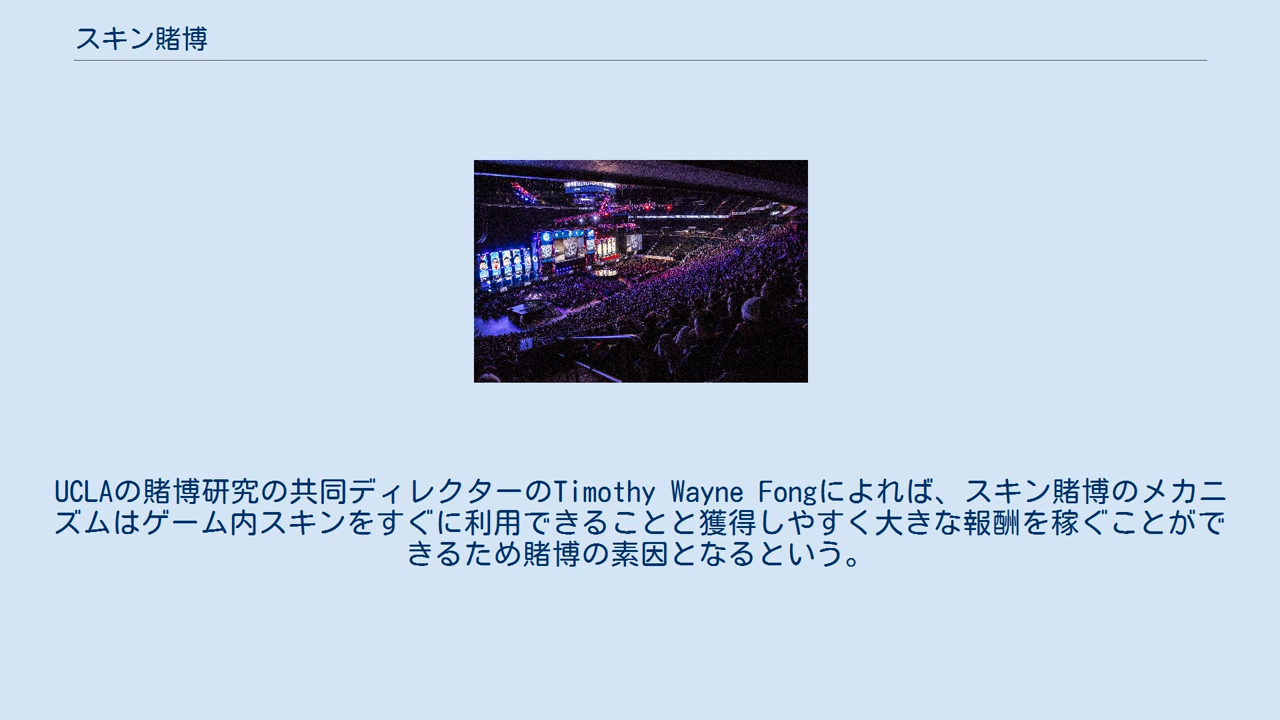 スキン賭博
UCLAの賭博研究の共同ディレクターのTimothy Wayne Fongによれば、スキン賭博のメカニ
ズムはゲーム内スキンをすぐに利用できることと獲得しやすく大きな報酬を稼ぐことがで
きるため賭博の素因となるという。